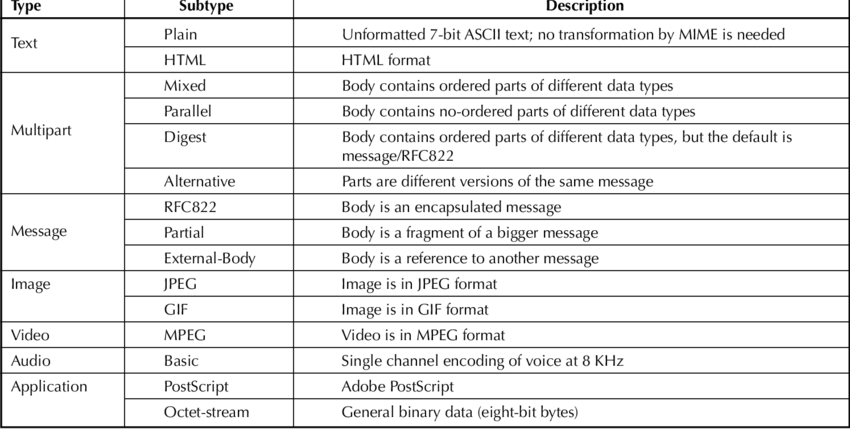 Type Subtype Description
Text Plain Unformatted 7-bit ASCII text; no transformation by MIME is needed
HTML HTML format
Multipart Mixed Body contains ordered parts of different data types
Parallel Body contains no-ordered parts of different data types
Digest Body contains ordered parts of different data types, but the default is
message/RFC822
Alternative Parts are different versions of the same message
Message RFC822 Body is an encapsulated message
Partial Body is a fragment of a bigger message
External-Body Body is a reference to another message
Image JPEG Image is in JPEG format
GIF Image is in GIF format
Video MPEG Video is in MPEG format
Audio Basic Single channel encoding of voice at 8 KHz
Application PostScript Adobe PostScript
Octet-stream General binary data (eight-bit bytes)